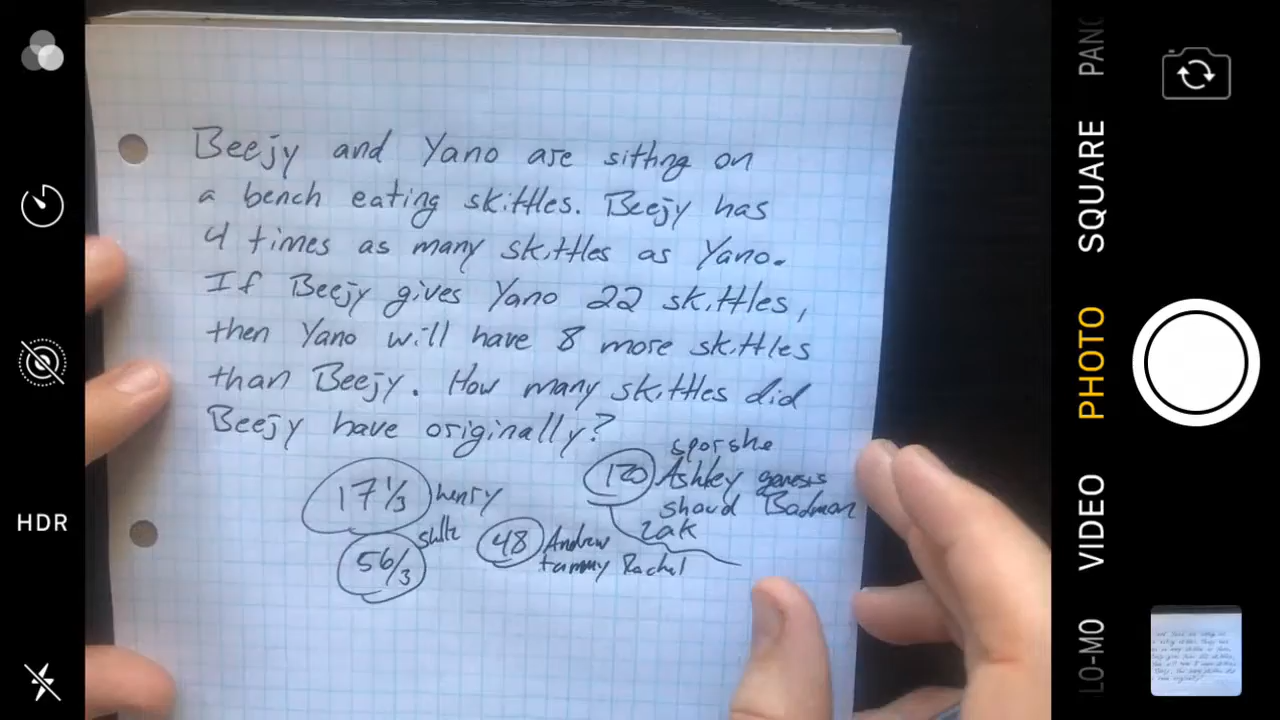 Beejy and Yano are sitting on
a bench eating skittles. Beejy has
4 times as many skittles as Yano.
If Beejy gives Yano 22 skittles,
then Yano will have 8 more skittles
than Beejy. How many skittles did
Beejy have originally?
17 1/3 henry
56/3
48 Andrew
tammy Rachel
sporshe
120 Ashley genesis
shoud Badman
zak
HDR
PANO
SQUARE
PHOTO
VIDEO
LO-MO